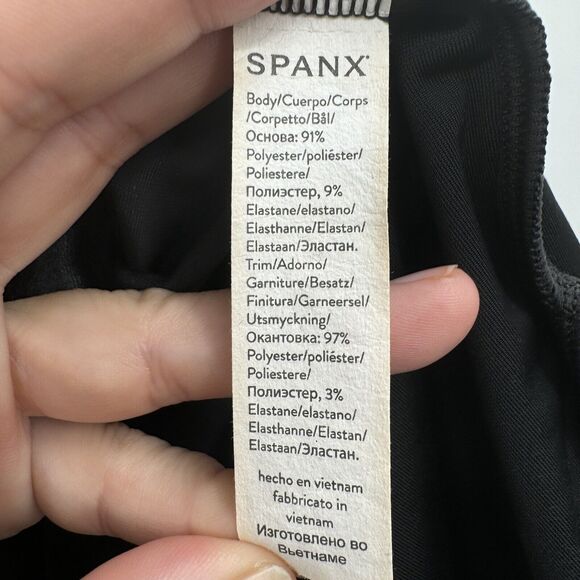 SPANX
Body/Cuerpo/Corps
/Corpetto/Bål/
Основа: 91%
Polyester/poliéster/
Poliestere/
Полиэстер, 9%
Elastane/elastano/
Elasthanne/Elastan/
Elastaan/Эластан.
Trim/Adorno/
Garniture/Besatz/
Finitura/Garneersel/
Utsmyckning/
Окантовка: 97%
Polyester/poliéster/
Poliestere/
Полиэстер, 3%
Elastane/elastano/
Elasthanne/Elastan/
Elastaan/Эластан.
hecho en vietnam
fabbricato in
vietnam
Изготовлено во
Вьетнаме